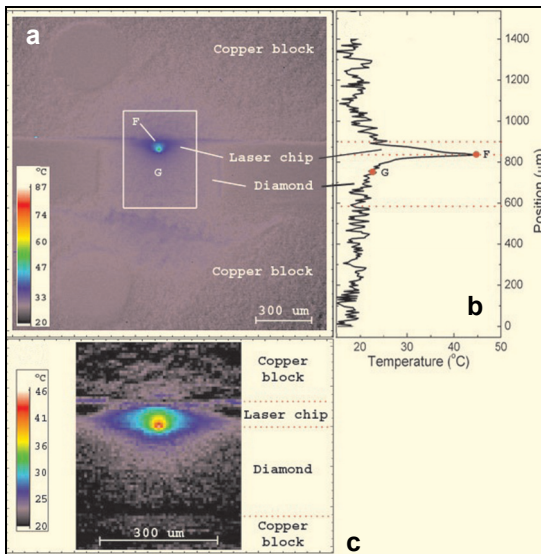 a
Copper block
F
Laser chip
G
Diamond
Copper block
300 um
°C
87
74
61
47
33
20
F
G
b
1400
1200
1000
800
600
400
200
0
Position (μm)
20 30 40 50
Temperature (°C)
°C
46
41
36
30
25
20
Copper
block
Laser chip
Diamond
Copper
block
300 um
c